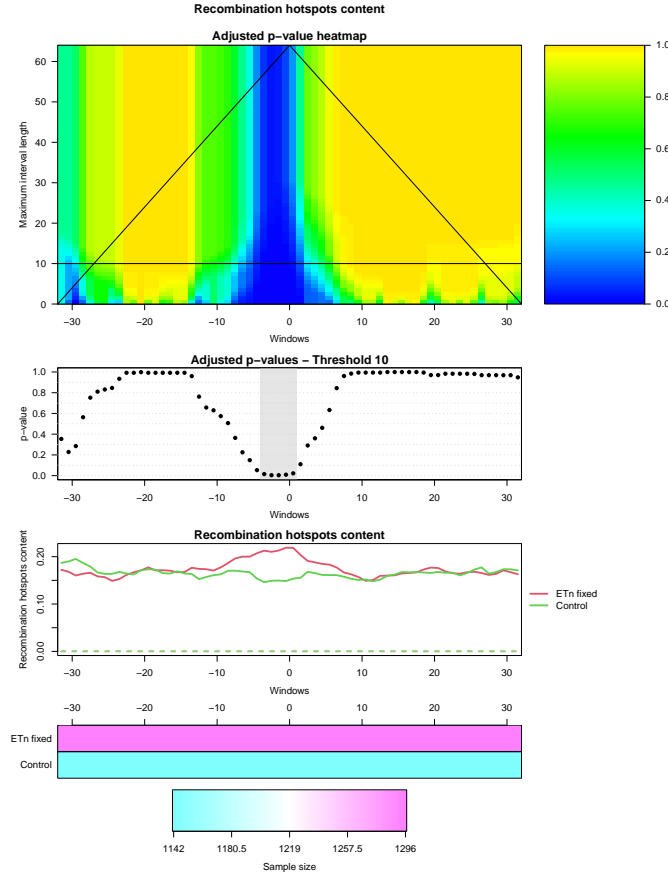 Recombination hotspots content
Adjusted p-value heatmap
Maximum interval length
0 10 20 30 40 50 60
−30 −20 −10 0 10 20 30
Windows
0.0 0.2 0.4 0.6 0.8 1.0
Adjusted p-values − Threshold 10
p-value
0.0 0.2 0.4 0.6 0.8 1.0
−30 −20 −10 0 10 20 30
Windows
Recombination hotspots content
Recombination hotspots content
0.00 0.10 0.20
−30 −20 −10 0 10 20 30
Windows
ETn fixed
Control
−30 −20 −10 0 10 20 30
ETn fixed
Control
1142 1180.5 1219 1257.5 1296
Sample size